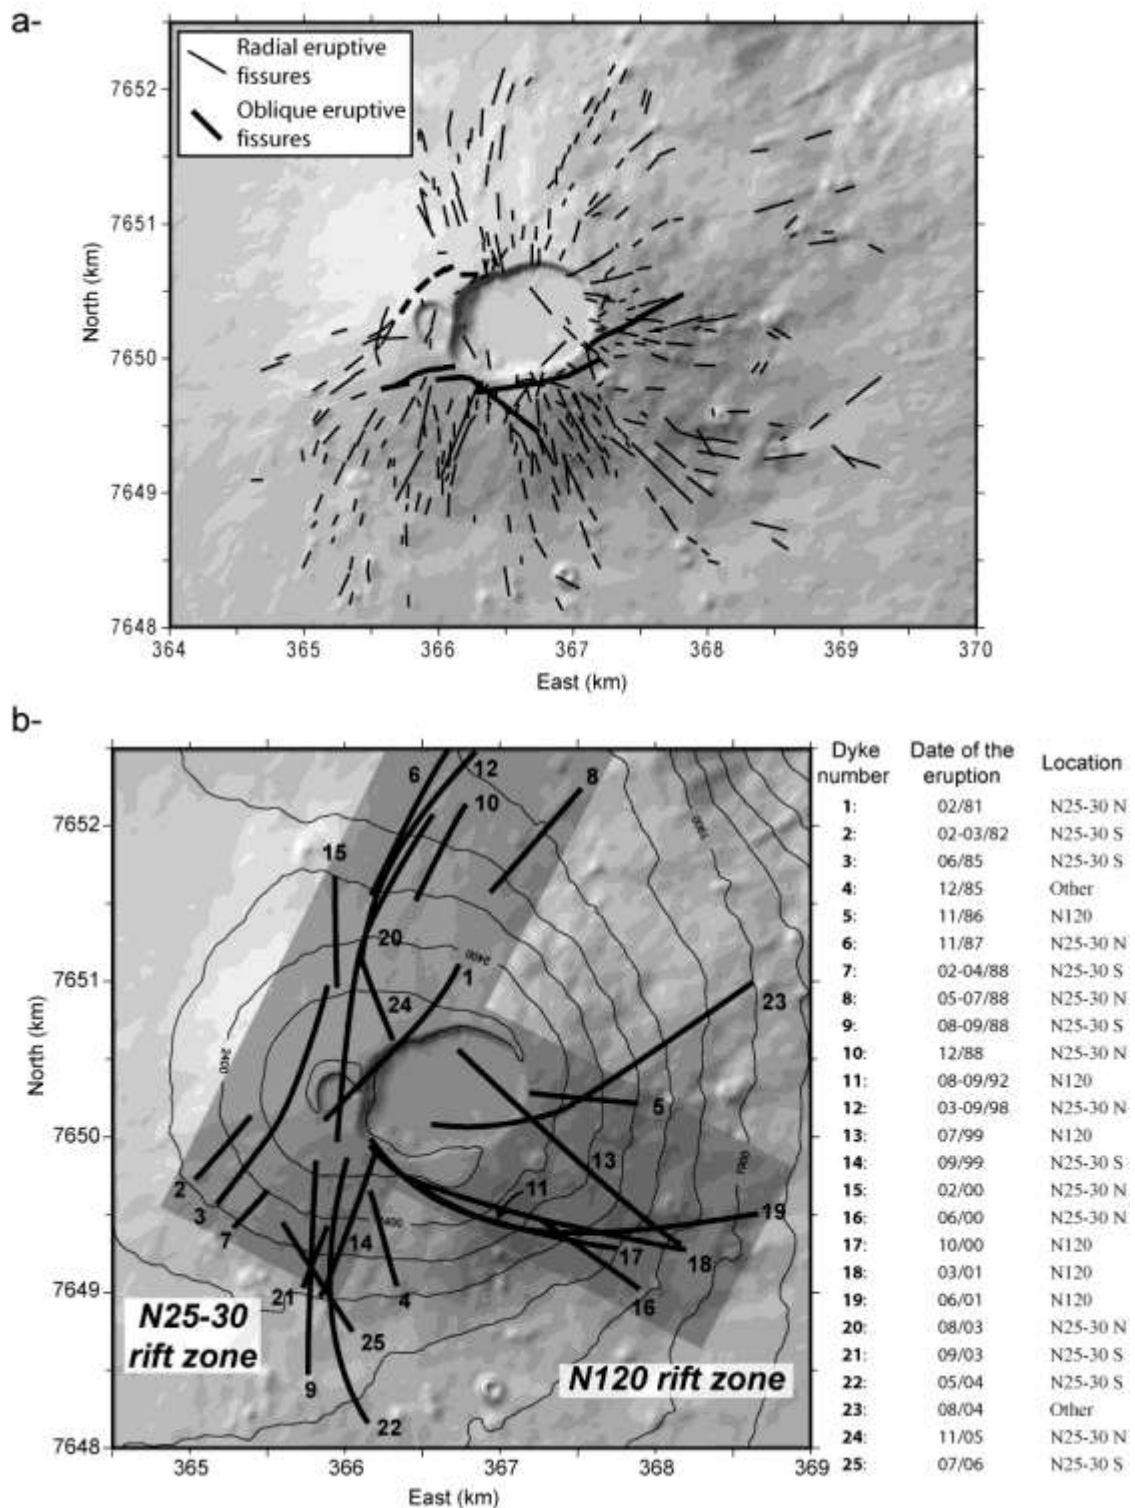 a-
Radial eruptive
fissures
Oblique eruptive
fissures
7652
7651
7650
7649
7648
North (km)
364 365 366 367 368 369 370
East (km)
b-
7652
7651
7650
7649
7648
North (km)
6 12 8
10
15
20
1
24
23
5
2
3
7
13
11
19
14
17
18
21
4
16
25
9
22
2400
2400
2400
1900
1900
N25-30
rift zone
N120 rift zone
365 366 367 368 369
East (km)
Dyke number Date of the eruption Location
1: 02/81 N25-30 N
2: 02-03/82 N25-30 S
3: 06/85 N25-30 S
4: 12/85 Other
5: 11/86 N120
6: 11/87 N25-30 N
7: 02-04/88 N25-30 S
8: 05-07/88 N25-30 N
9: 08-09/88 N25-30 S
10: 12/88 N25-30 N
11: 08-09/92 N120
12: 03-09/98 N25-30 N
13: 07/99 N120
14: 09/99 N25-30 S
15: 02/00 N25-30 N
16: 06/00 N25-30 N
17: 10/00 N120
18: 03/01 N120
19: 06/01 N120
20: 08/03 N25-30 N
21: 09/03 N25-30 S
22: 05/04 N25-30 S
23: 08/04 Other
24: 11/05 N25-30 N
25: 07/06 N25-30 S